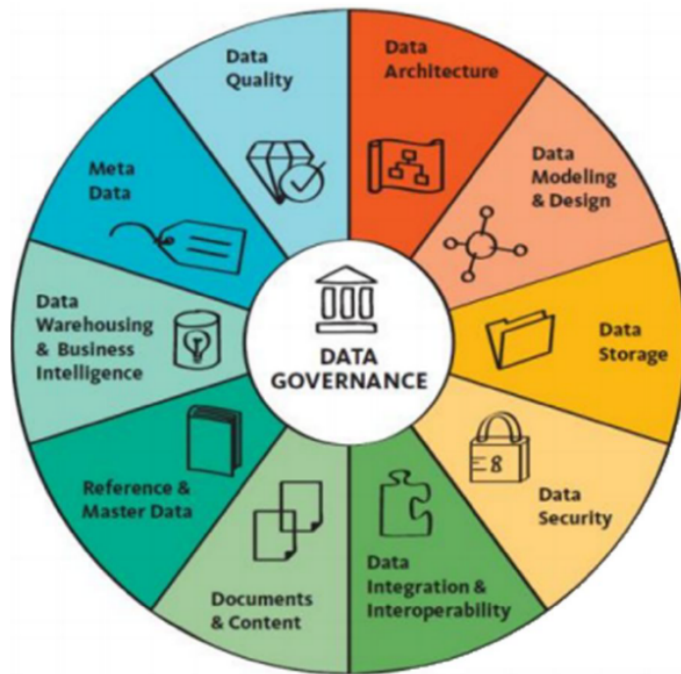 Data
Quality
Data
Architecture
Meta
Data
Data
Modeling
& Design
Data
Warehousing
& Business
Intelligence
DATA
GOVERNANCE
Data
Storage
Reference &
Master Data
8
Data
Security
Documents
& Content
Data
Integration &
Interoperability